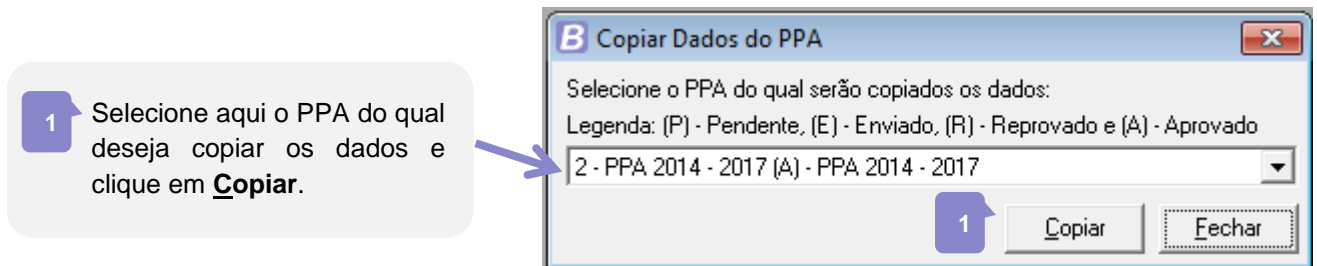 B Copiar Dados do PPA
1
Selecione aqui o PPA do qual
deseja copiar os dados e
clique em Copiar.
Selecione o PPA do qual serão copiados os dados:
Legenda: (P) - Pendente, (E) - Enviado, (R) - Reprovado e (A) - Aprovado
2 - PPA 2014 - 2017 (A) - PPA 2014 - 2017
1
Copiar
Fechar